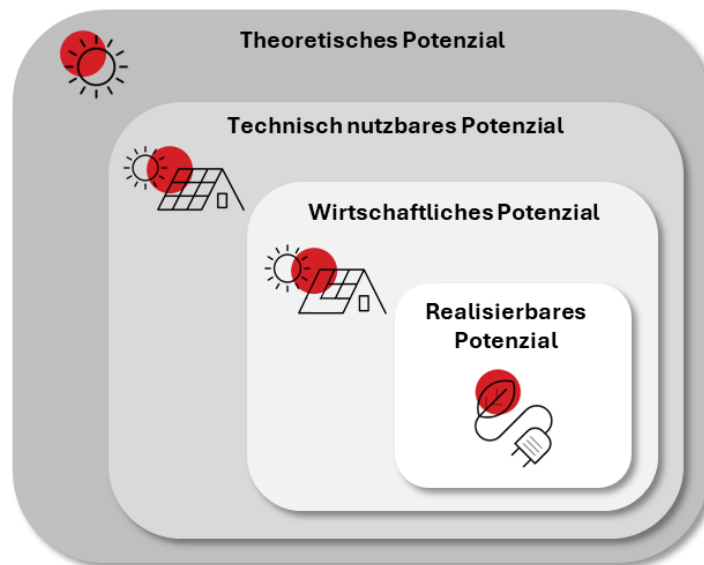 Theoretisches Potenzial
Technisch nutzbares Potenzial
Wirtschaftliches Potenzial
Realisierbares
Potenzial